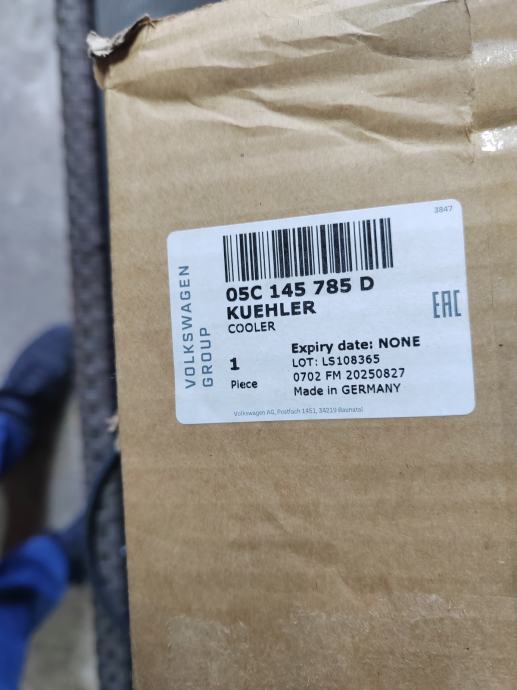 3847
VOLKSWAGEN
GROUP
05C 145 785 D
KUEHLER
COOLER
EAC
1
Piece
Expiry date: NONE
LOT: LS108365
0702 FM 20250827
Made in GERMANY
Volkswagen AG, Postfach 1451, 34219 Baunatal